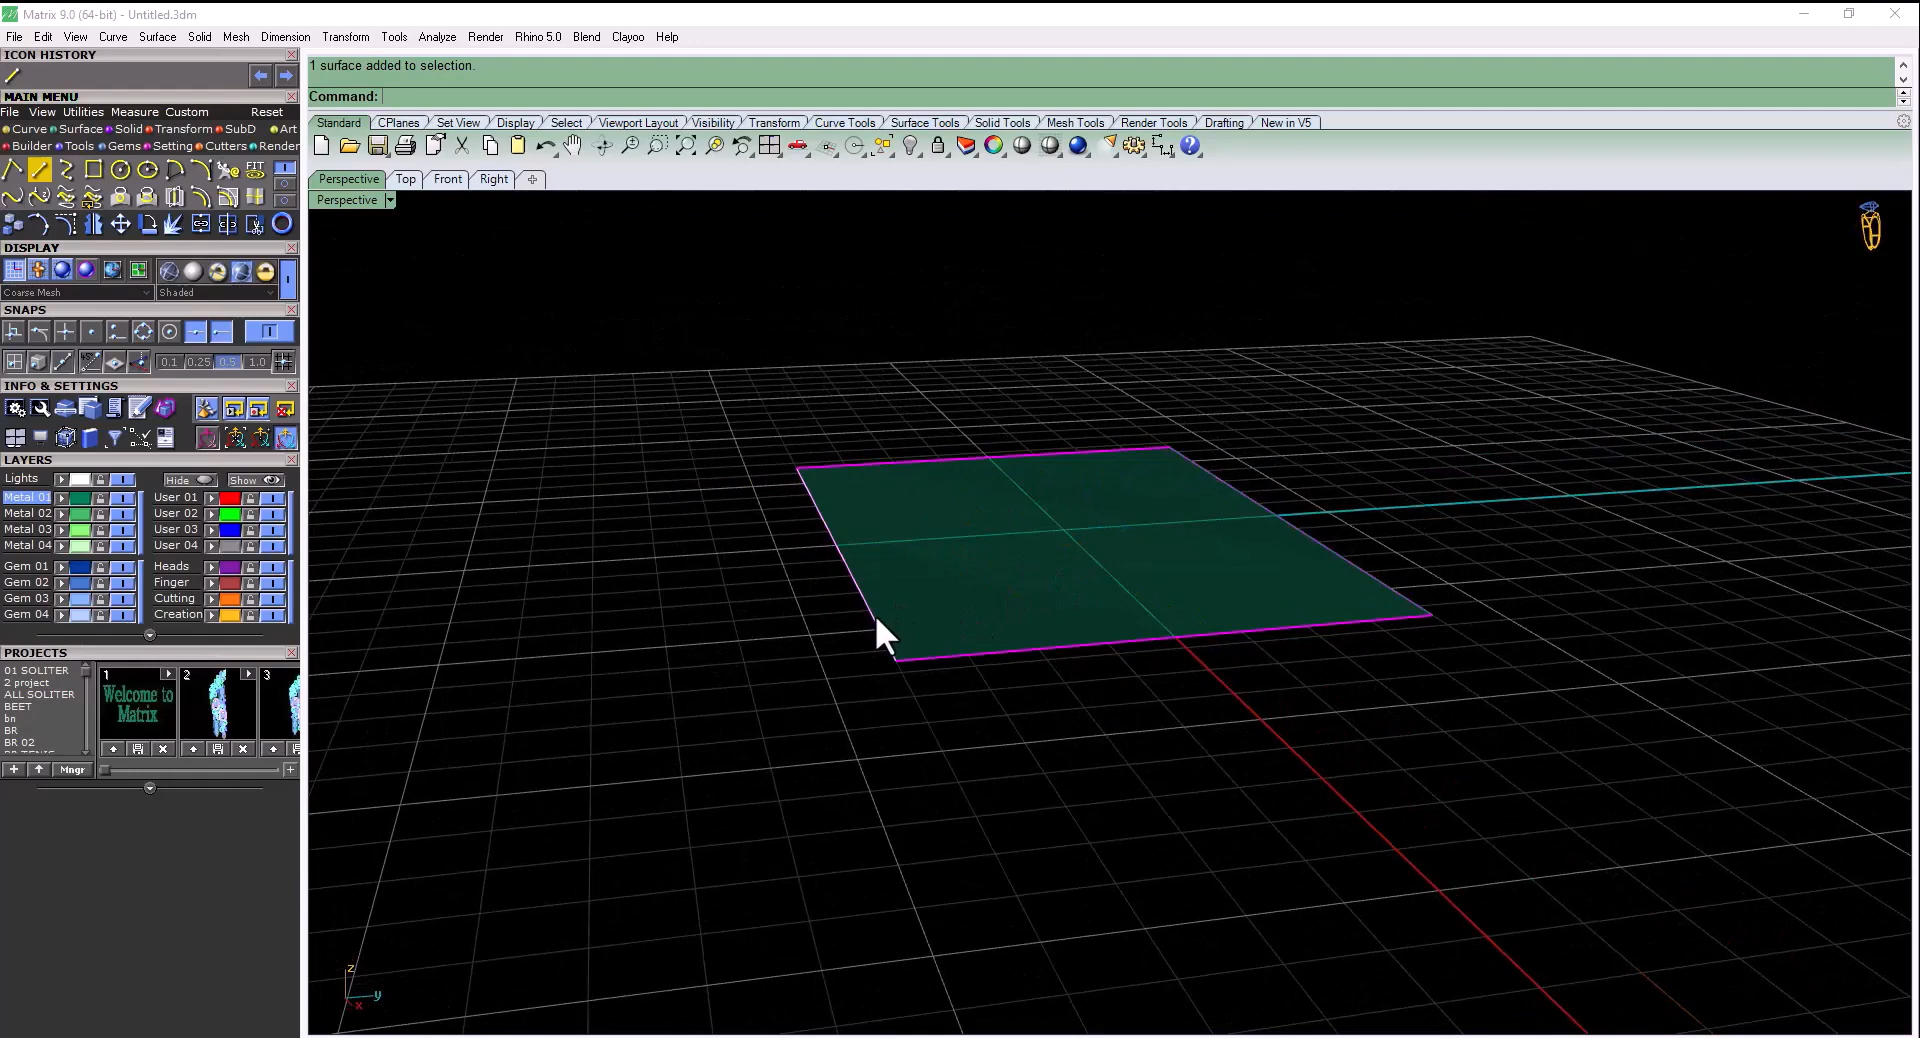 Matrix 9.0 (64-bit) - Untitled.3dm
File Edit View Curve Surface Solid Mesh Dimension Transform Tools Analyze Render Rhino 5.0 Blend Clayoo Help
ICON HISTORY
1 surface added to selection.
Command:
MAIN MENU
File View Utilities Measure Custom Reset
Curve Surface Solid Transform SubD Art
Builder Tools Gems Setting Cutters Render
Standard CPlanes Set View Display Select Viewport Layout Visibility Transform Curve Tools Surface Tools Solid Tools Mesh Tools Render Tools Drafting New in V5
FIT
Perspective Top Front Right
Perspective
DISPLAY
Coarse Mesh Shaded
SNAPS
0.1 0.25 0.5 1.0
INFO & SETTINGS
LAYERS
Lights Hide Show
Metal 01 User 01
Metal 02 User 02
Metal 03 User 03
Metal 04 User 04
Gem 01 Heads
Gem 02 Finger
Gem 03 Cutting
Gem 04 Creation
PROJECTS
01 SOLITER
2 project
ALL SOLITER
BEET
bn
BR
BR 02
1 2 3
Welcome to
Matrix
Mngr
z
y
x